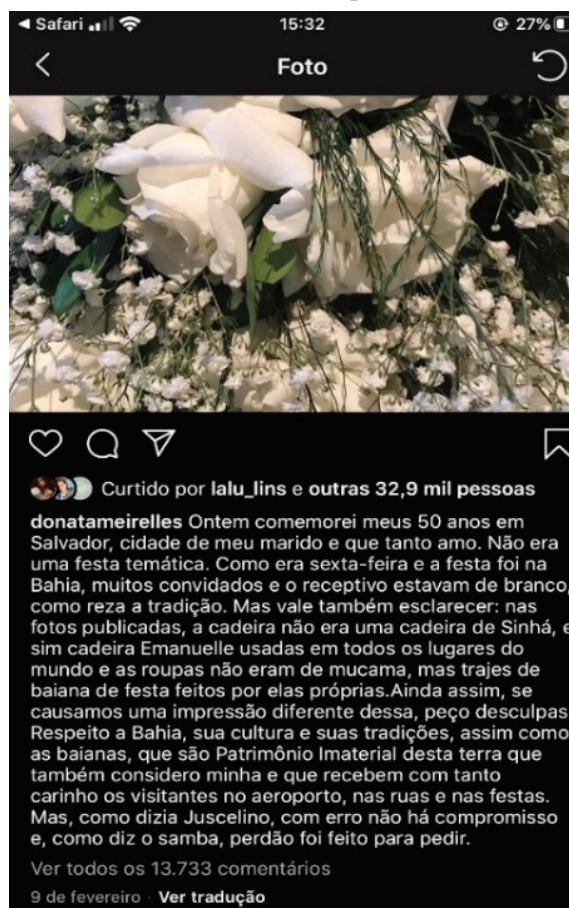 Safari
15:32
27%
Foto
Curtido por lalu_lins e outras 32,9 mil pessoas
donatameirelles Ontem comemorei meus 50 anos em
Salvador, cidade de meu marido e que tanto amo. Não era
uma festa temática. Como era sexta-feira e a festa foi na
Bahia, muitos convidados e o receptivo estavam de branco,
como reza a tradição. Mas vale também esclarecer: nas
fotos publicadas, a cadeira não era uma cadeira de Sinhá, e
sim cadeira Emanuelle usadas em todos os lugares do
mundo e as roupas não eram de mucama, mas trajes de
baiana de festa feitos por elas próprias.Ainda assim, se
causamos uma impressão diferente dessa, peço desculpas
Respeito a Bahia, sua cultura e suas tradições, assim como
as baianas, que são Patrimônio Imaterial desta terra que
também considero minha e que recebem com tanto
carinho os visitantes no aeroporto, nas ruas e nas festas.
Mas, como dizia Juscelino, com erro não há compromisso
e, como diz o samba, perdão foi feito para pedir.
Ver todos os 13.733 comentários
9 de fevereiro · Ver tradução